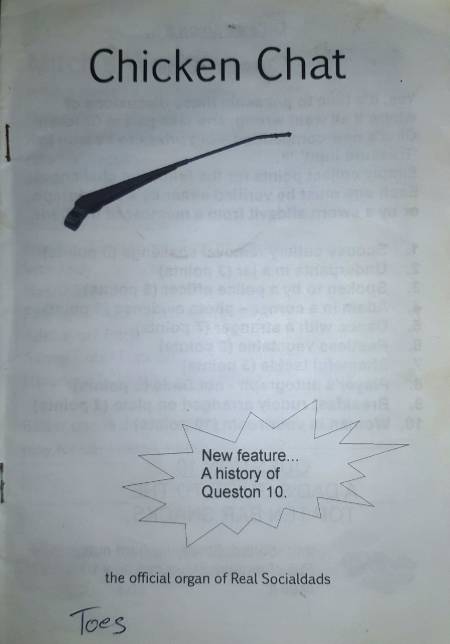 Chicken Chat
New feature...
A history of
Queston 10.
the official organ of Real Socialdads
Toes